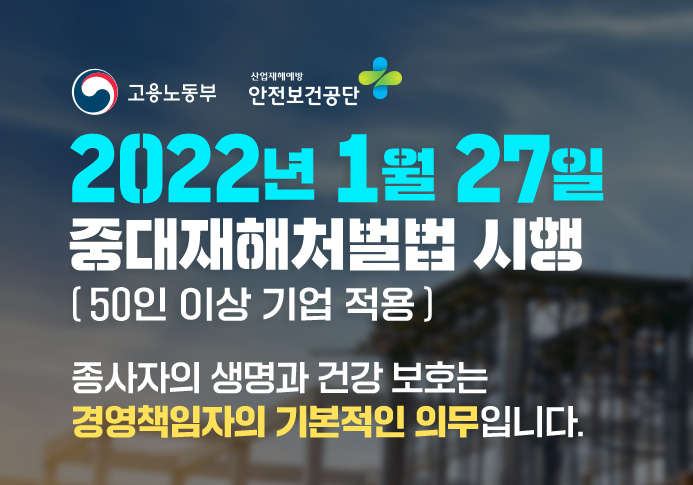 고용노동부
산업재해예방
안전보건공단
2022년 1월 27일
중대재해처벌법 시행
( 50인 이상 기업 적용 )
종사자의 생명과 건강 보호는
경영책임자의 기본적인 의무입니다.